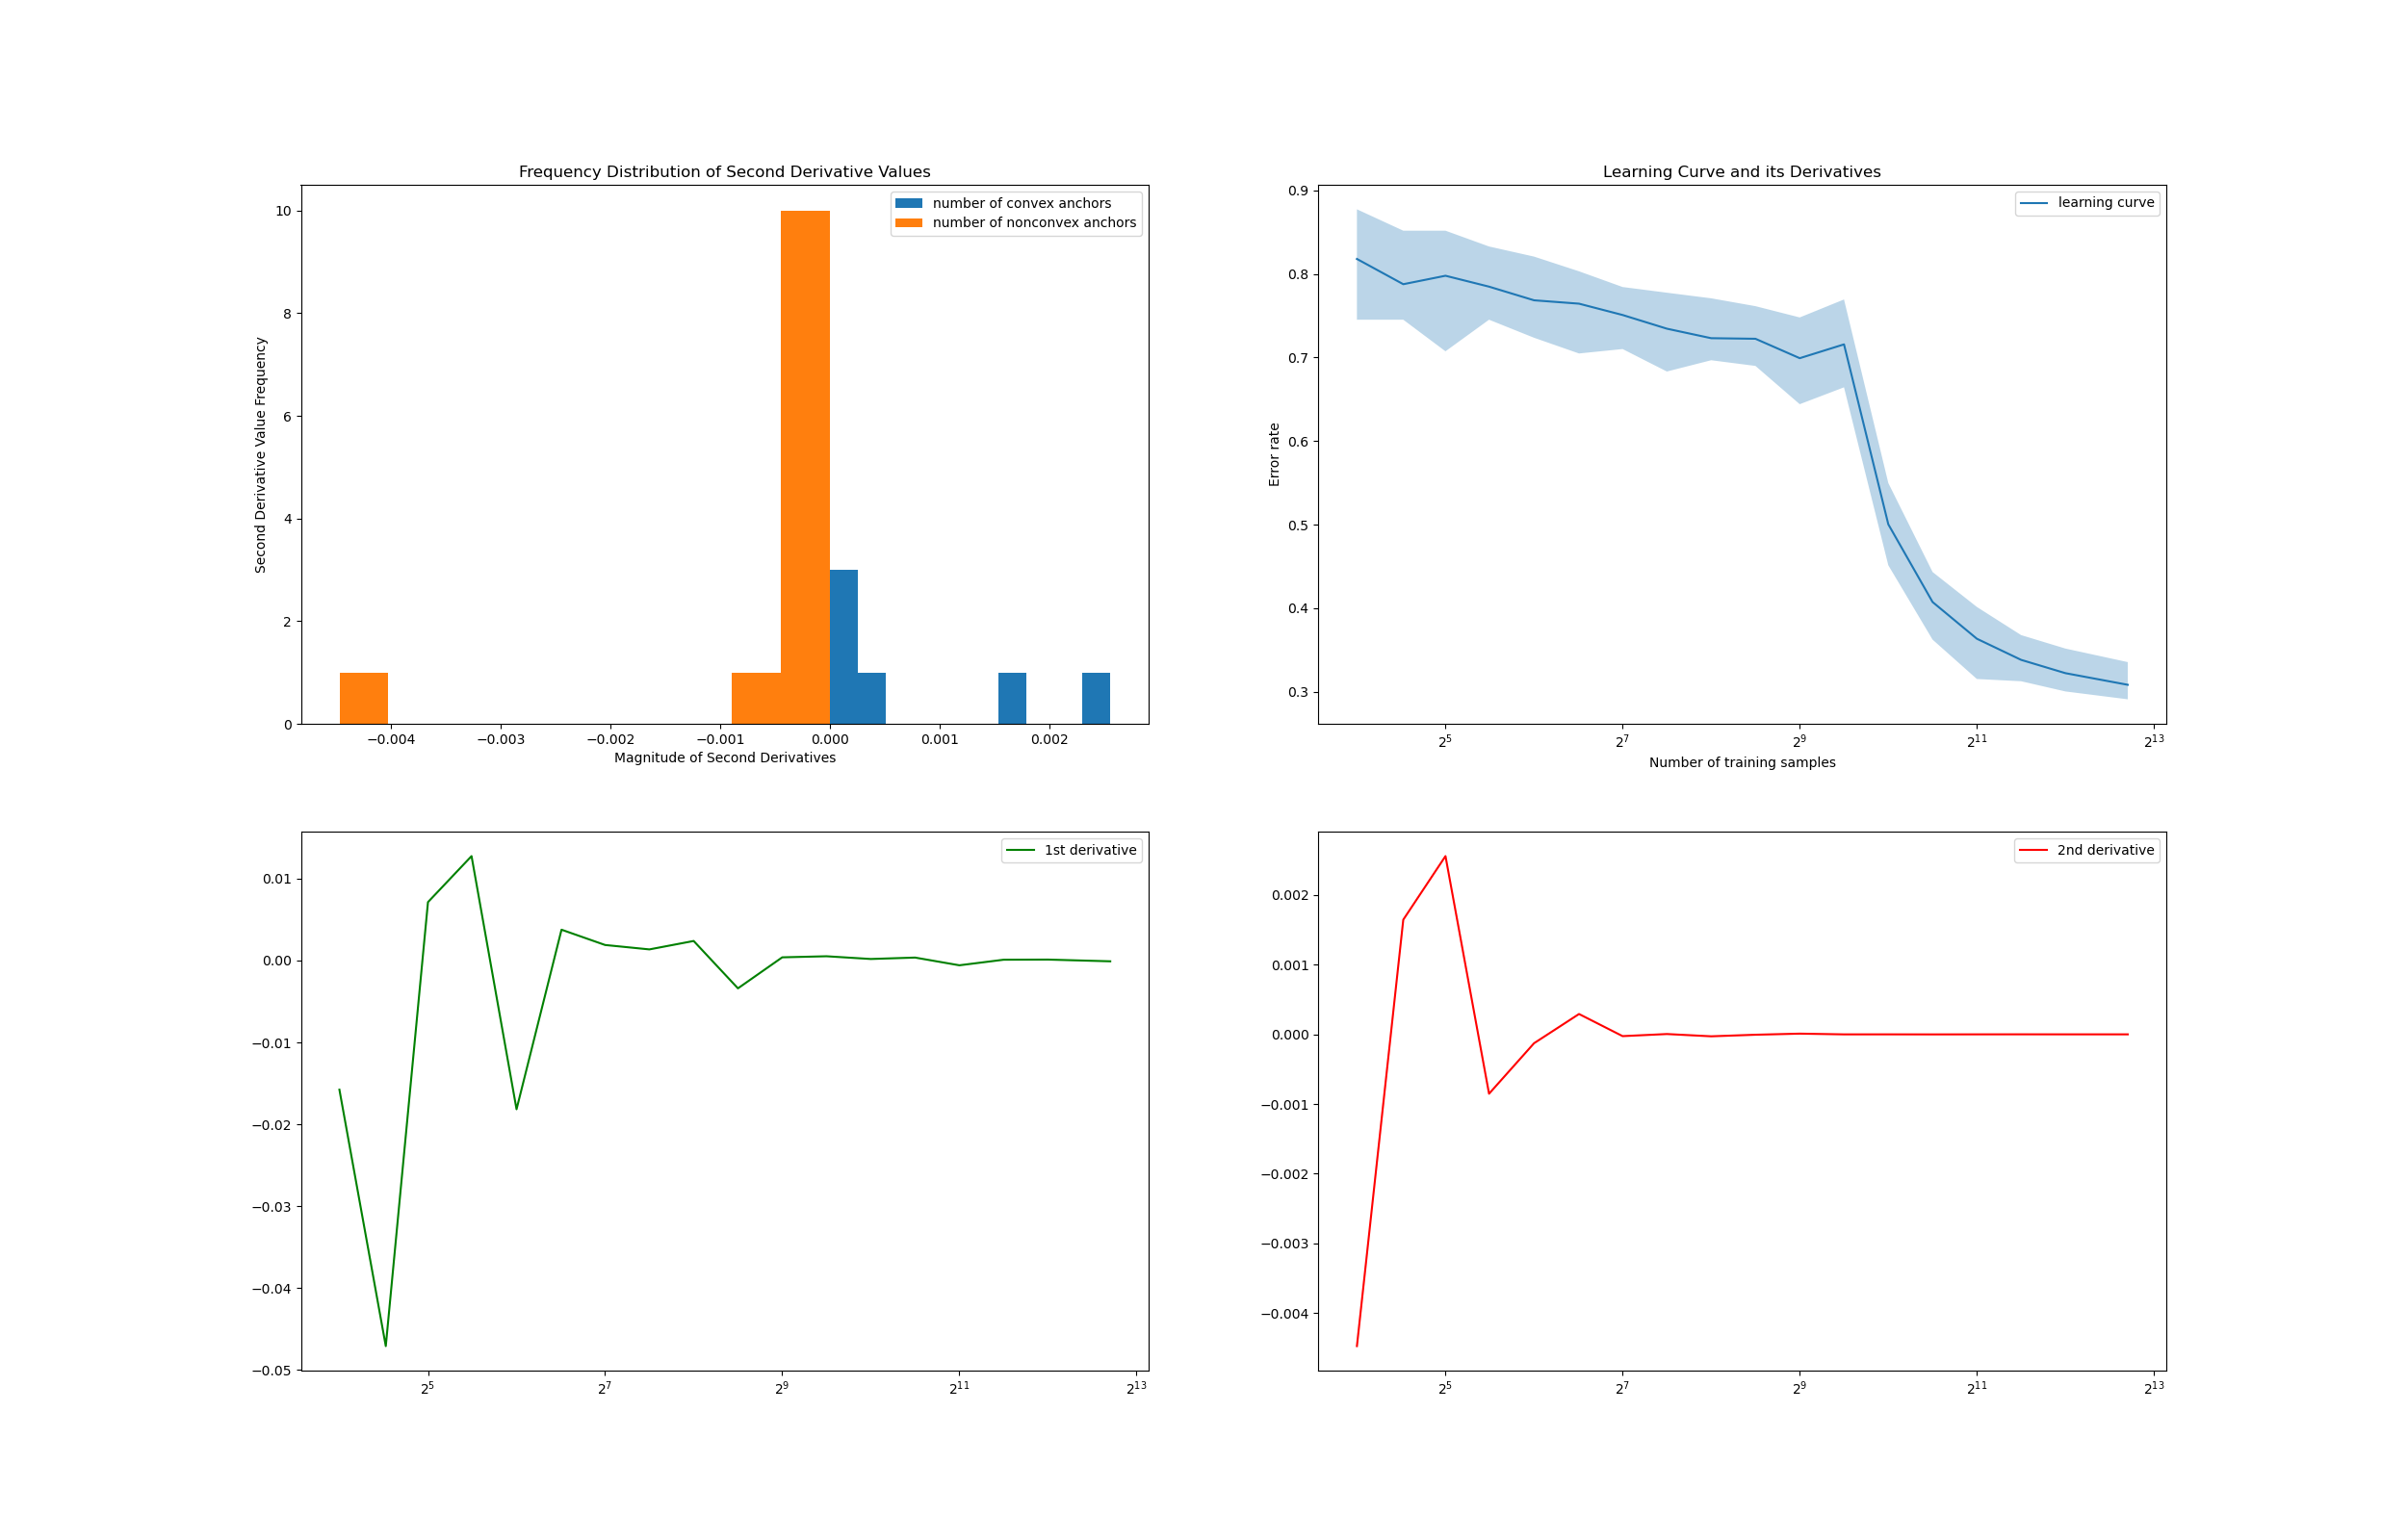 Frequency Distribution of Second Derivative Values
number of convex anchors
number of nonconvex anchors
Second Derivative Value Frequency
10
8
6
4
2
0
−0.004 −0.003 −0.002 −0.001 0.000 0.001 0.002
Magnitude of Second Derivatives
Learning Curve and its Derivatives
learning curve
Error rate
0.9
0.8
0.7
0.6
0.5
0.4
0.3
2^5 2^7 2^9 2^11 2^13
Number of training samples
1st derivative
0.01
0.00
−0.01
−0.02
−0.03
−0.04
−0.05
2^5 2^7 2^9 2^11 2^13
2nd derivative
0.002
0.001
0.000
−0.001
−0.002
−0.003
−0.004
2^5 2^7 2^9 2^11 2^13